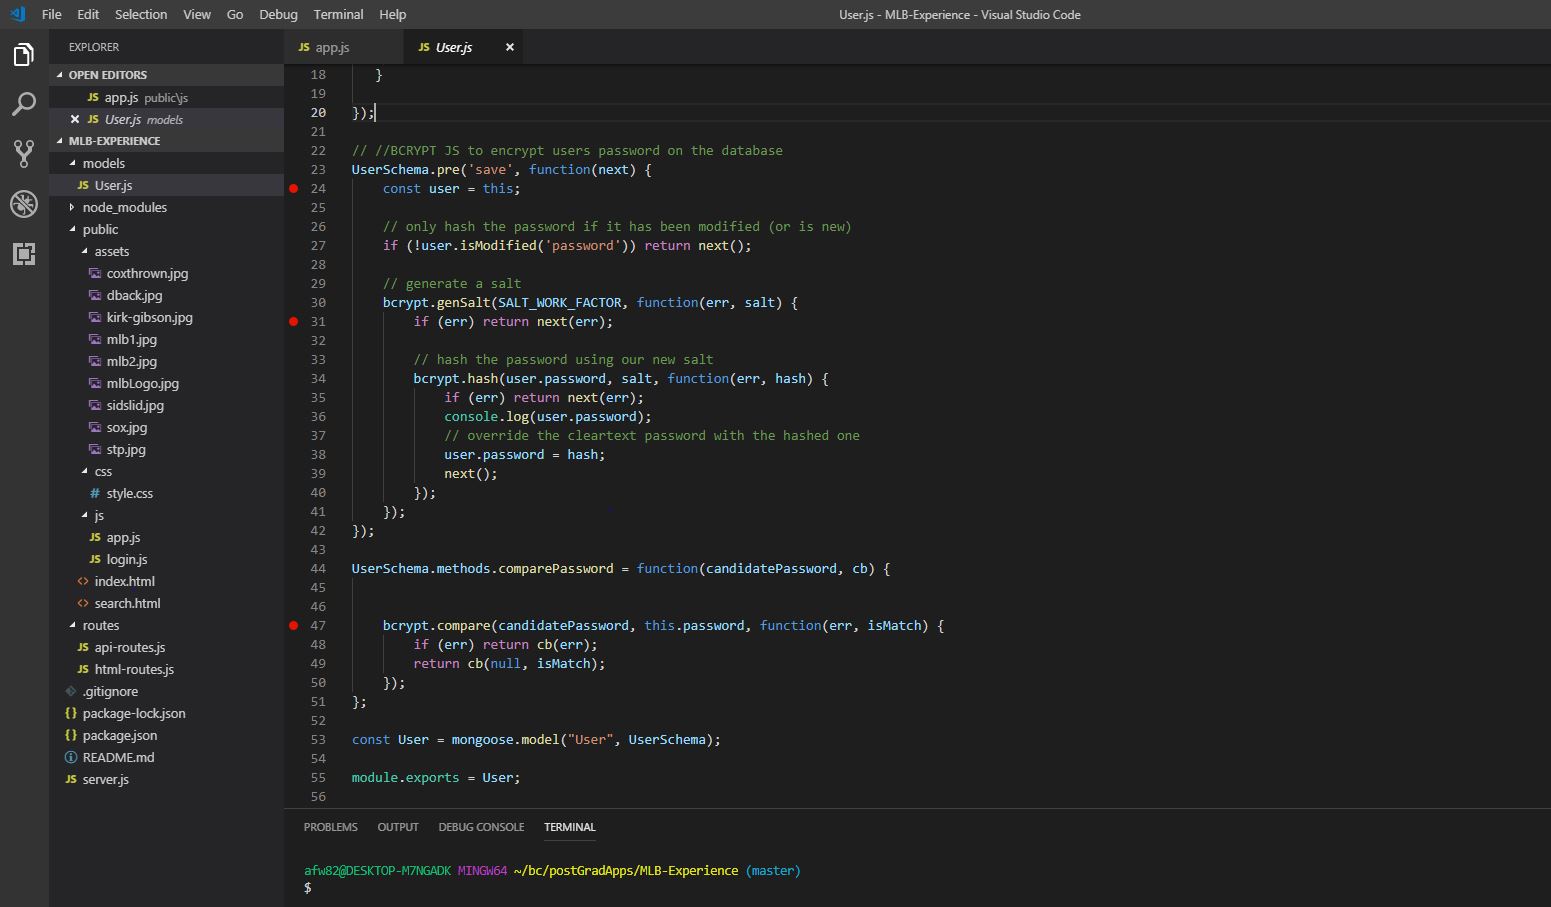 File Edit Selection View Go Debug Terminal Help
User.js - MLB-Experience - Visual Studio Code
EXPLORER
OPEN EDITORS
JS app.js public\js
× JS User.js models
MLB-EXPERIENCE
models
JS User.js
node_modules
public
assets
coxthrown.jpg
dback.jpg
kirk-gibson.jpg
mlb1.jpg
mlb2.jpg
mlbLogo.jpg
sidslid.jpg
sox.jpg
stp.jpg
css
# style.css
js
JS app.js
JS login.js
<> index.html
<> search.html
routes
JS api-routes.js
JS html-routes.js
.gitignore
{} package-lock.json
{} package.json
README.md
JS server.js
JS app.js
JS User.js ×
18 }
19
20 });
21
22 // //BCRYPT JS to encrypt users password on the database
23 UserSchema.pre('save', function(next) {
24 const user = this;
25
26 // only hash the password if it has been modified (or is new)
27 if (!user.isModified('password')) return next();
28
29 // generate a salt
30 bcrypt.genSalt(SALT_WORK_FACTOR, function(err, salt) {
31 if (err) return next(err);
32
33 // hash the password using our new salt
34 bcrypt.hash(user.password, salt, function(err, hash) {
35 if (err) return next(err);
36 console.log(user.password);
37 // override the cleartext password with the hashed one
38 user.password = hash;
39 next();
40 });
41 });
42 });
43
44 UserSchema.methods.comparePassword = function(candidatePassword, cb) {
45
46
47 bcrypt.compare(candidatePassword, this.password, function(err, isMatch) {
48 if (err) return cb(err);
49 return cb(null, isMatch);
50 });
51 };
52
53 const User = mongoose.model("User", UserSchema);
54
55 module.exports = User;
56
PROBLEMS OUTPUT DEBUG CONSOLE TERMINAL
afw82@DESKTOP-M7NGADK MINGW64 ~/bc/postGradApps/MLB-Experience (master)
$